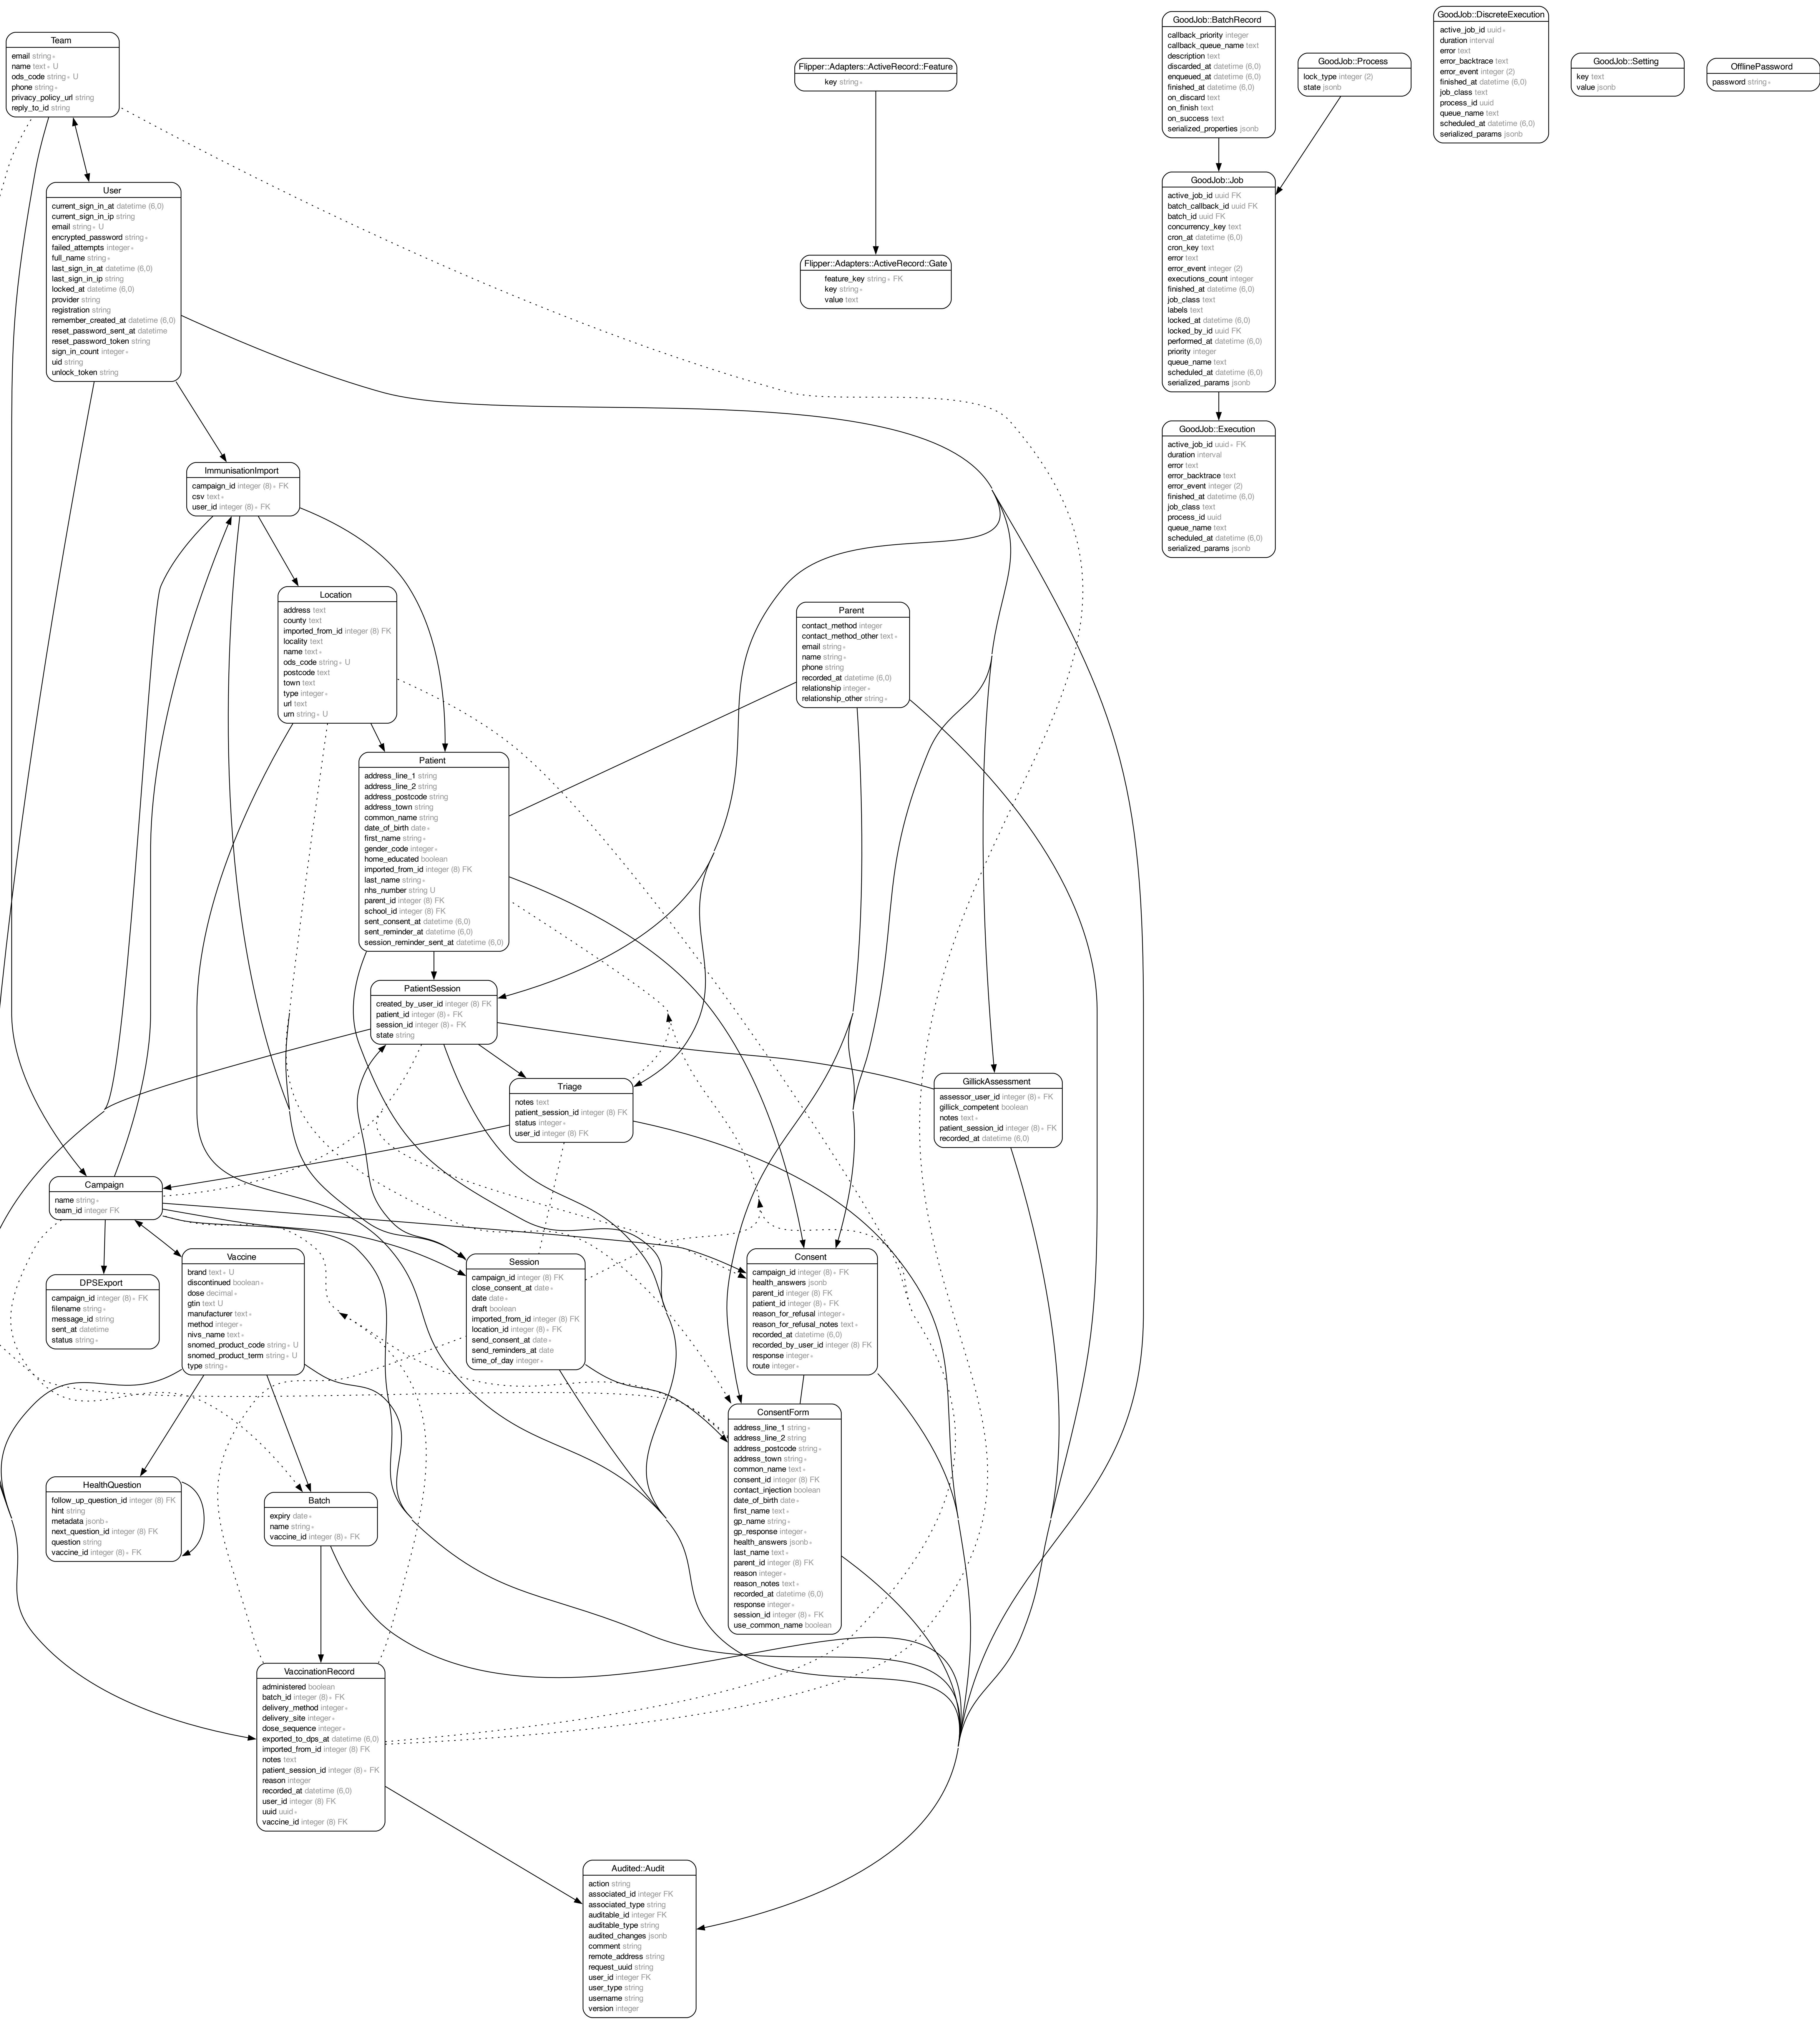 Team
email string ∗
name text ∗ U
ods_code string ∗ U
phone string ∗
privacy_policy_url string
reply_to_id string
User
current_sign_in_at datetime (6,0)
current_sign_in_ip string
email string ∗ U
encrypted_password string ∗
failed_attempts integer ∗
full_name string ∗
last_sign_in_at datetime (6,0)
last_sign_in_ip string
locked_at datetime (6,0)
provider string
registration string
remember_created_at datetime (6,0)
reset_password_sent_at datetime
reset_password_token string
sign_in_count integer ∗
uid string
unlock_token string
Flipper::Adapters::ActiveRecord::Feature
key string ∗
Flipper::Adapters::ActiveRecord::Gate
feature_key string ∗ FK
key string ∗
value text
GoodJob::BatchRecord
callback_priority integer
callback_queue_name text
description text
discarded_at datetime (6,0)
enqueued_at datetime (6,0)
finished_at datetime (6,0)
on_discard text
on_finish text
on_success text
serialized_properties jsonb
GoodJob::Process
lock_type integer (2)
state jsonb
GoodJob::DiscreteExecution
active_job_id uuid ∗
duration interval
error text
error_backtrace text
error_event integer (2)
finished_at datetime (6,0)
job_class text
process_id uuid
queue_name text
scheduled_at datetime (6,0)
serialized_params jsonb
GoodJob::Setting
key text
value jsonb
OfflinePassword
password string ∗
GoodJob::Job
active_job_id uuid FK
batch_callback_id uuid FK
batch_id uuid FK
concurrency_key text
cron_at datetime (6,0)
cron_key text
error text
error_event integer (2)
executions_count integer
finished_at datetime (6,0)
job_class text
labels text
locked_at datetime (6,0)
locked_by_id uuid FK
performed_at datetime (6,0)
priority integer
queue_name text
scheduled_at datetime (6,0)
serialized_params jsonb
GoodJob::Execution
active_job_id uuid ∗ FK
duration interval
error text
error_backtrace text
error_event integer (2)
finished_at datetime (6,0)
job_class text
process_id uuid
queue_name text
scheduled_at datetime (6,0)
serialized_params jsonb
ImmunisationImport
campaign_id integer (8) ∗ FK
csv text ∗
user_id integer (8) ∗ FK
Location
address text
county text
imported_from_id integer (8) FK
locality text
name text ∗
ods_code string ∗ U
postcode text
town text
type integer ∗
url text
urn string ∗ U
Parent
contact_method integer
contact_method_other text ∗
email string ∗
name string ∗
phone string
recorded_at datetime (6,0)
relationship integer ∗
relationship_other string ∗
Patient
address_line_1 string
address_line_2 string
address_postcode string
address_town string
common_name string
date_of_birth date ∗
first_name string ∗
gender_code integer ∗
home_educated boolean
imported_from_id integer (8) FK
last_name string ∗
nhs_number string U
parent_id integer (8) FK
school_id integer (8) FK
sent_consent_at datetime (6,0)
sent_reminder_at datetime (6,0)
session_reminder_sent_at datetime (6,0)
PatientSession
created_by_user_id integer (8) FK
patient_id integer (8) ∗ FK
session_id integer (8) ∗ FK
state string
Triage
notes text
patient_session_id integer (8) FK
status integer ∗
user_id integer (8) FK
GillickAssessment
assessor_user_id integer (8) ∗ FK
gillick_competent boolean
notes text ∗
patient_session_id integer (8) ∗ FK
recorded_at datetime (6,0)
Campaign
name string ∗
team_id integer FK
DPSExport
campaign_id integer (8) ∗ FK
filename string ∗
message_id string
sent_at datetime
status string ∗
Vaccine
brand text ∗ U
discontinued boolean ∗
dose decimal ∗
gtin text U
manufacturer text ∗
method integer ∗
nivs_name text ∗
snomed_product_code string ∗ U
snomed_product_term string ∗ U
type string ∗
Session
campaign_id integer (8) FK
close_consent_at date ∗
date date ∗
draft boolean
imported_from_id integer (8) FK
location_id integer (8) ∗ FK
send_consent_at date ∗
send_reminders_at date
time_of_day integer ∗
Consent
campaign_id integer (8) ∗ FK
health_answers jsonb
parent_id integer (8) FK
patient_id integer (8) ∗ FK
reason_for_refusal integer ∗
reason_for_refusal_notes text ∗
recorded_at datetime (6,0)
recorded_by_user_id integer (8) FK
response integer ∗
route integer ∗
ConsentForm
address_line_1 string ∗
address_line_2 string
address_postcode string ∗
address_town string ∗
common_name text ∗
consent_id integer (8) FK
contact_injection boolean
date_of_birth date ∗
first_name text ∗
gp_name string ∗
gp_response integer ∗
health_answers jsonb ∗
last_name text ∗
parent_id integer (8) FK
reason integer ∗
reason_notes text ∗
recorded_at datetime (6,0)
response integer ∗
session_id integer (8) ∗ FK
use_common_name boolean
HealthQuestion
follow_up_question_id integer (8) FK
hint string
metadata jsonb ∗
next_question_id integer (8) FK
question string
vaccine_id integer (8) ∗ FK
Batch
expiry date ∗
name string ∗
vaccine_id integer (8) ∗ FK
VaccinationRecord
administered boolean
batch_id integer (8) ∗ FK
delivery_method integer ∗
delivery_site integer ∗
dose_sequence integer ∗
exported_to_dps_at datetime (6,0)
imported_from_id integer (8) FK
notes text
patient_session_id integer (8) ∗ FK
reason integer
recorded_at datetime (6,0)
user_id integer (8) FK
uuid uuid ∗
vaccine_id integer (8) FK
Audited::Audit
action string
associated_id integer FK
associated_type string
auditable_id integer FK
auditable_type string
audited_changes jsonb
comment string
remote_address string
request_uuid string
user_id integer FK
user_type string
username string
version integer